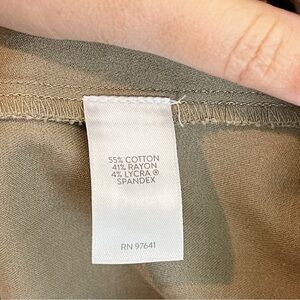 55% COTTON
41% RAYON
4% LYCRA ®
SPANDEX
RN 97641